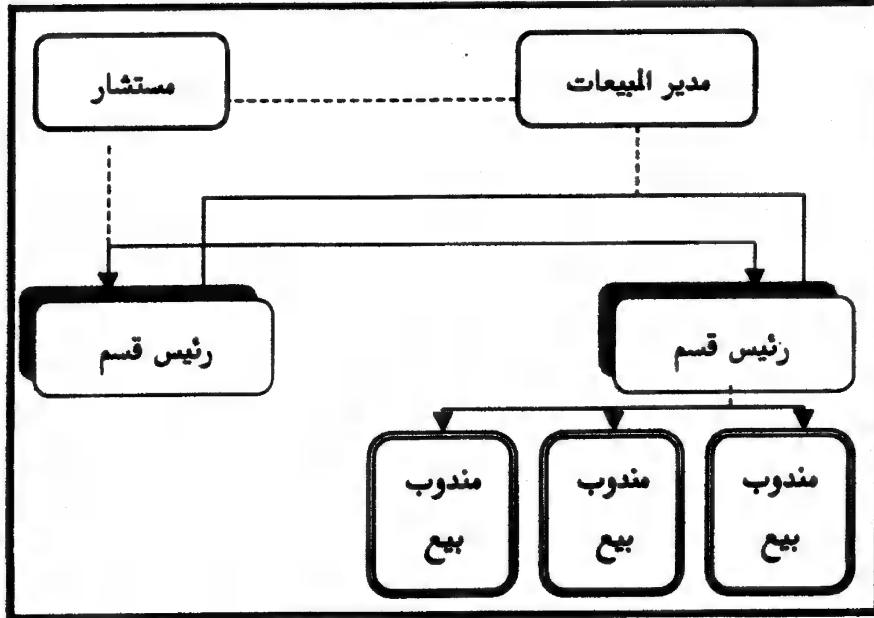 مدير المبيعات
مستشار
رئيس قسم
رئيس قسم
مندوب
بيع
مندوب
بيع
مندوب
بيع